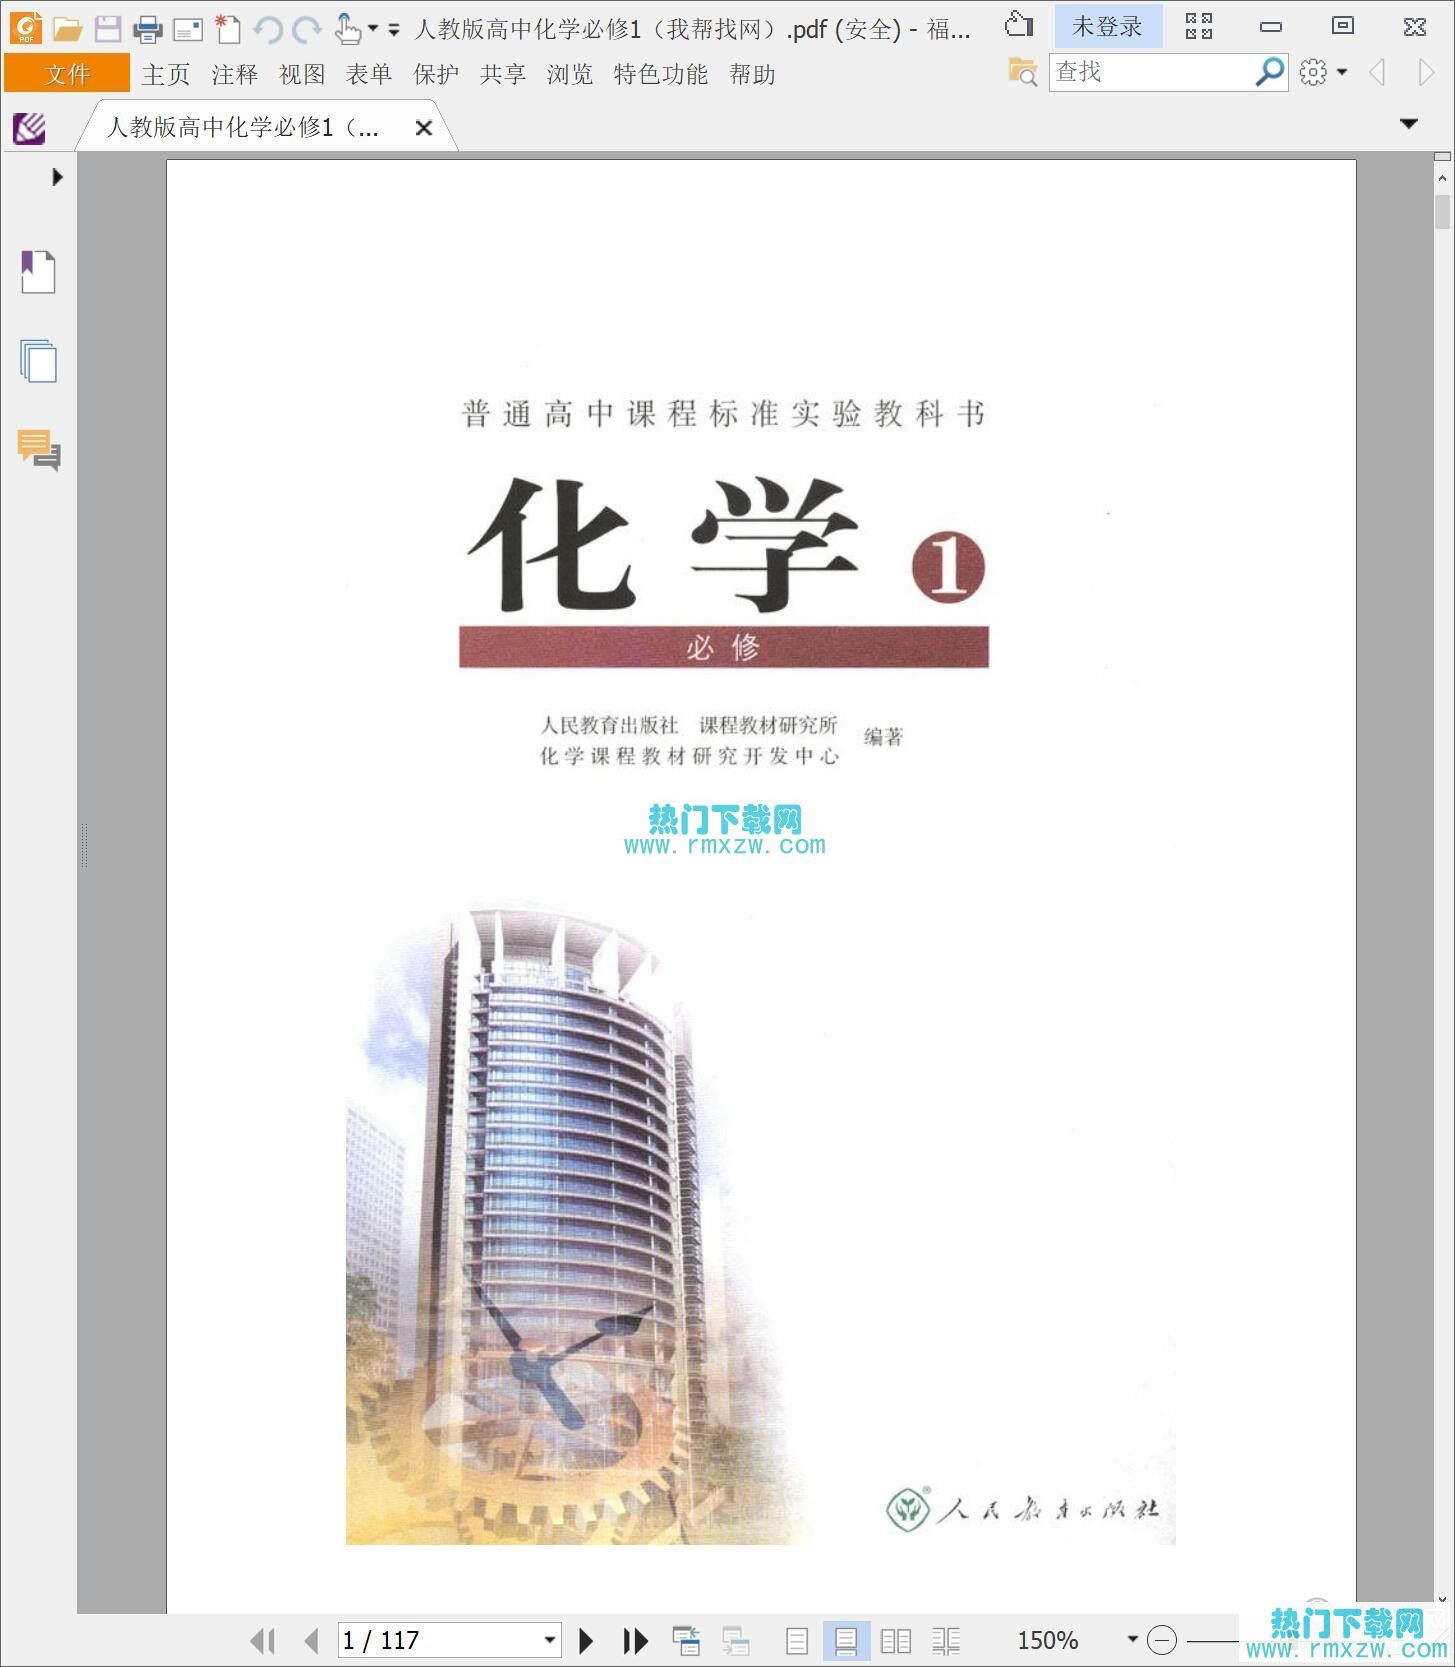 人教版高中化学必修1（我帮找网）.pdf (安全) - 福...
未登录
文件 主页 注释 视图 表单 保护 共享 浏览 特色功能 帮助
查找
人教版高中化学必修1（...
普通高中课程标准实验教科书
化学 1
必修
人民教育出版社 课程教材研究所
化学课程教材研究开发中心
编著
热门下载网
www.rmxzw.com
人民教育出版社
1 / 117
150%
热门下载网
www.rmxzw.com